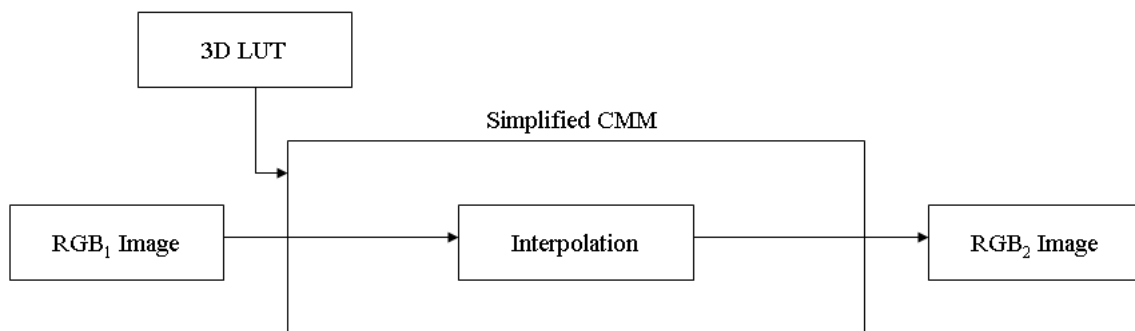 3D LUT
Simplified CMM
RGB₁ Image
Interpolation
RGB₂ Image